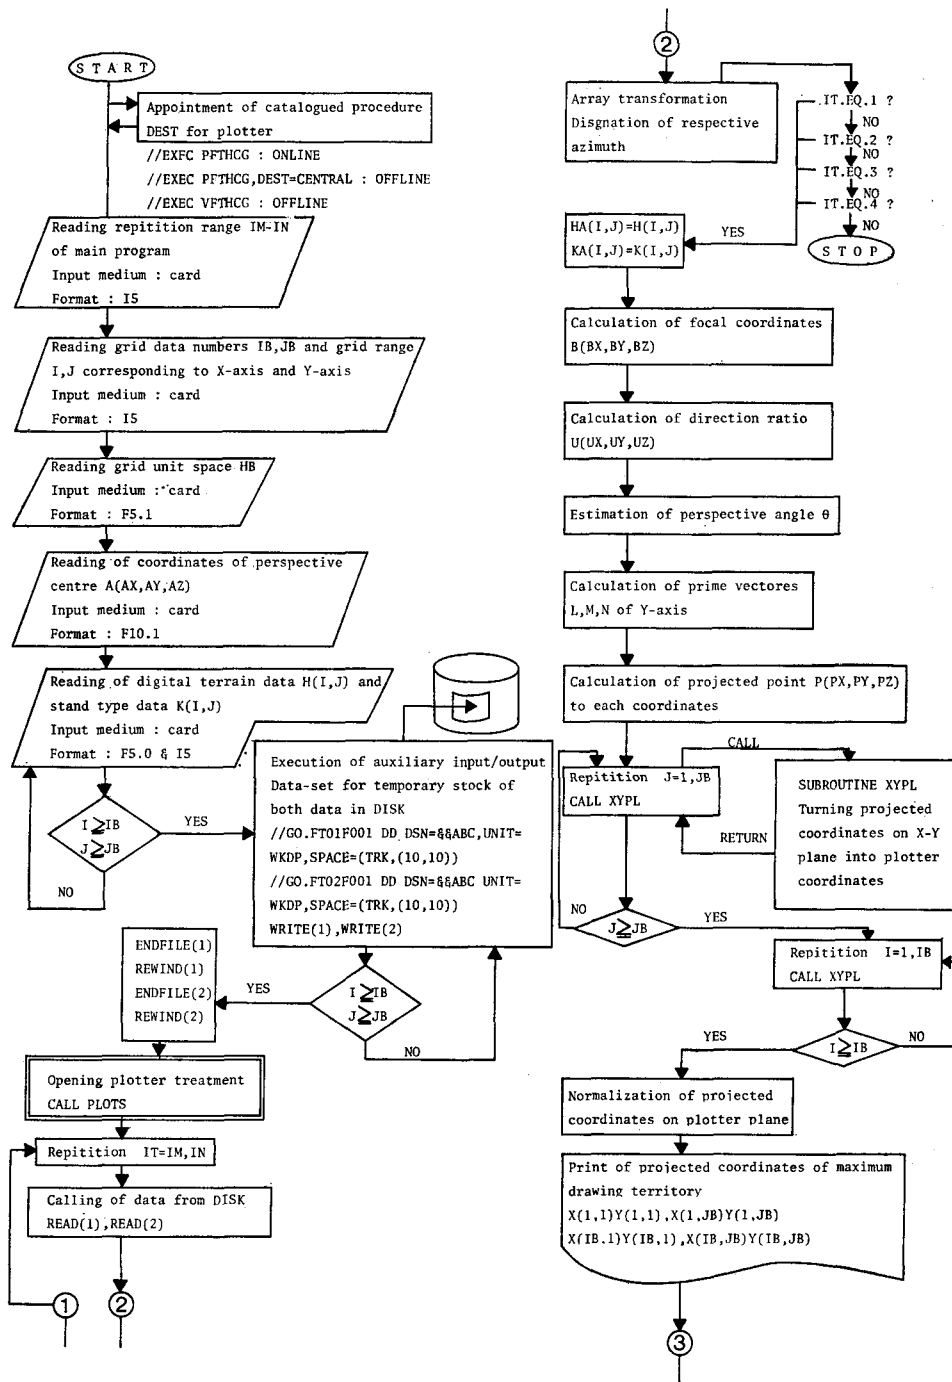 S T A R T
Appointment of catalogued procedure
DEST for plotter
//EXFC PFTHCG : ONLINE
//EXEC PFTHCG,DEST=CENTRAL : OFFLINE
//EXEC VFTHCG : OFFLINE
Reading repitition range IM-IN
of main program
Input medium : card
Format : I5
Reading grid data numbers IB,JB and grid range
I,J corresponding to X-axis and Y-axis
Input medium : card
Format : I5
Reading grid unit space HB
Input medium : card
Format : F5.1
Reading of coordinates of perspective
centre A(AX,AY,AZ)
Input medium : card
Format : F10.1
Reading of digital terrain data H(I,J) and
stand type data K(I,J)
Input medium : card
Format : F5.0 & I5
I ≧ IB
J ≧ JB
YES
NO
Execution of auxiliary input/output
Data-set for temporary stock of
both data in DISK
//GO.FT01F001 DD DSN=&&ABC,UNIT=
WKDP,SPACE=(TRK,(10,10))
//GO.FT02F001 DD DSN=&&ABC UNIT=
WKDP,SPACE=(TRK,(10,10))
WRITE(1),WRITE(2)
I ≧ IB
J ≧ JB
YES
NO
ENDFILE(1)
REWIND(1)
ENDFILE(2)
REWIND(2)
Opening plotter treatment
CALL PLOTS
Repitition IT=IM,IN
Calling of data from DISK
READ(1),READ(2)
1
2
2
Array transformation
Disgnation of respective
azimuth
IT.EQ.1 ?
NO
IT.EQ.2 ?
NO
IT.EQ.3 ?
NO
IT.EQ.4 ?
NO
S T O P
YES
HA(I,J)=H(I,J)
KA(I,J)=K(I,J)
Calculation of focal coordinates
B(BX,BY,BZ)
Calculation of direction ratio
U(UX,UY,UZ)
Estimation of perspective angle θ
Calculation of prime vectores
L,M,N of Y-axis
Calculation of projected point P(PX,PY,PZ)
to each coordinates
CALL
Repitition J=1,JB
CALL XYPL
RETURN
SUBROUTINE XYPL
Turning projected
coordinates on X-Y
plane into plotter
coordinates
NO
J ≧ JB
YES
Repitition I=1,IB
CALL XYPL
YES
I ≧ IB
NO
Normalization of projected
coordinates on plotter plane
Print of projected coordinates of maximum
drawing territory
X(1,1)Y(1,1),X(1,JB)Y(1,JB)
X(IB,1)Y(IB,1),X(IB,JB)Y(IB,JB)
3